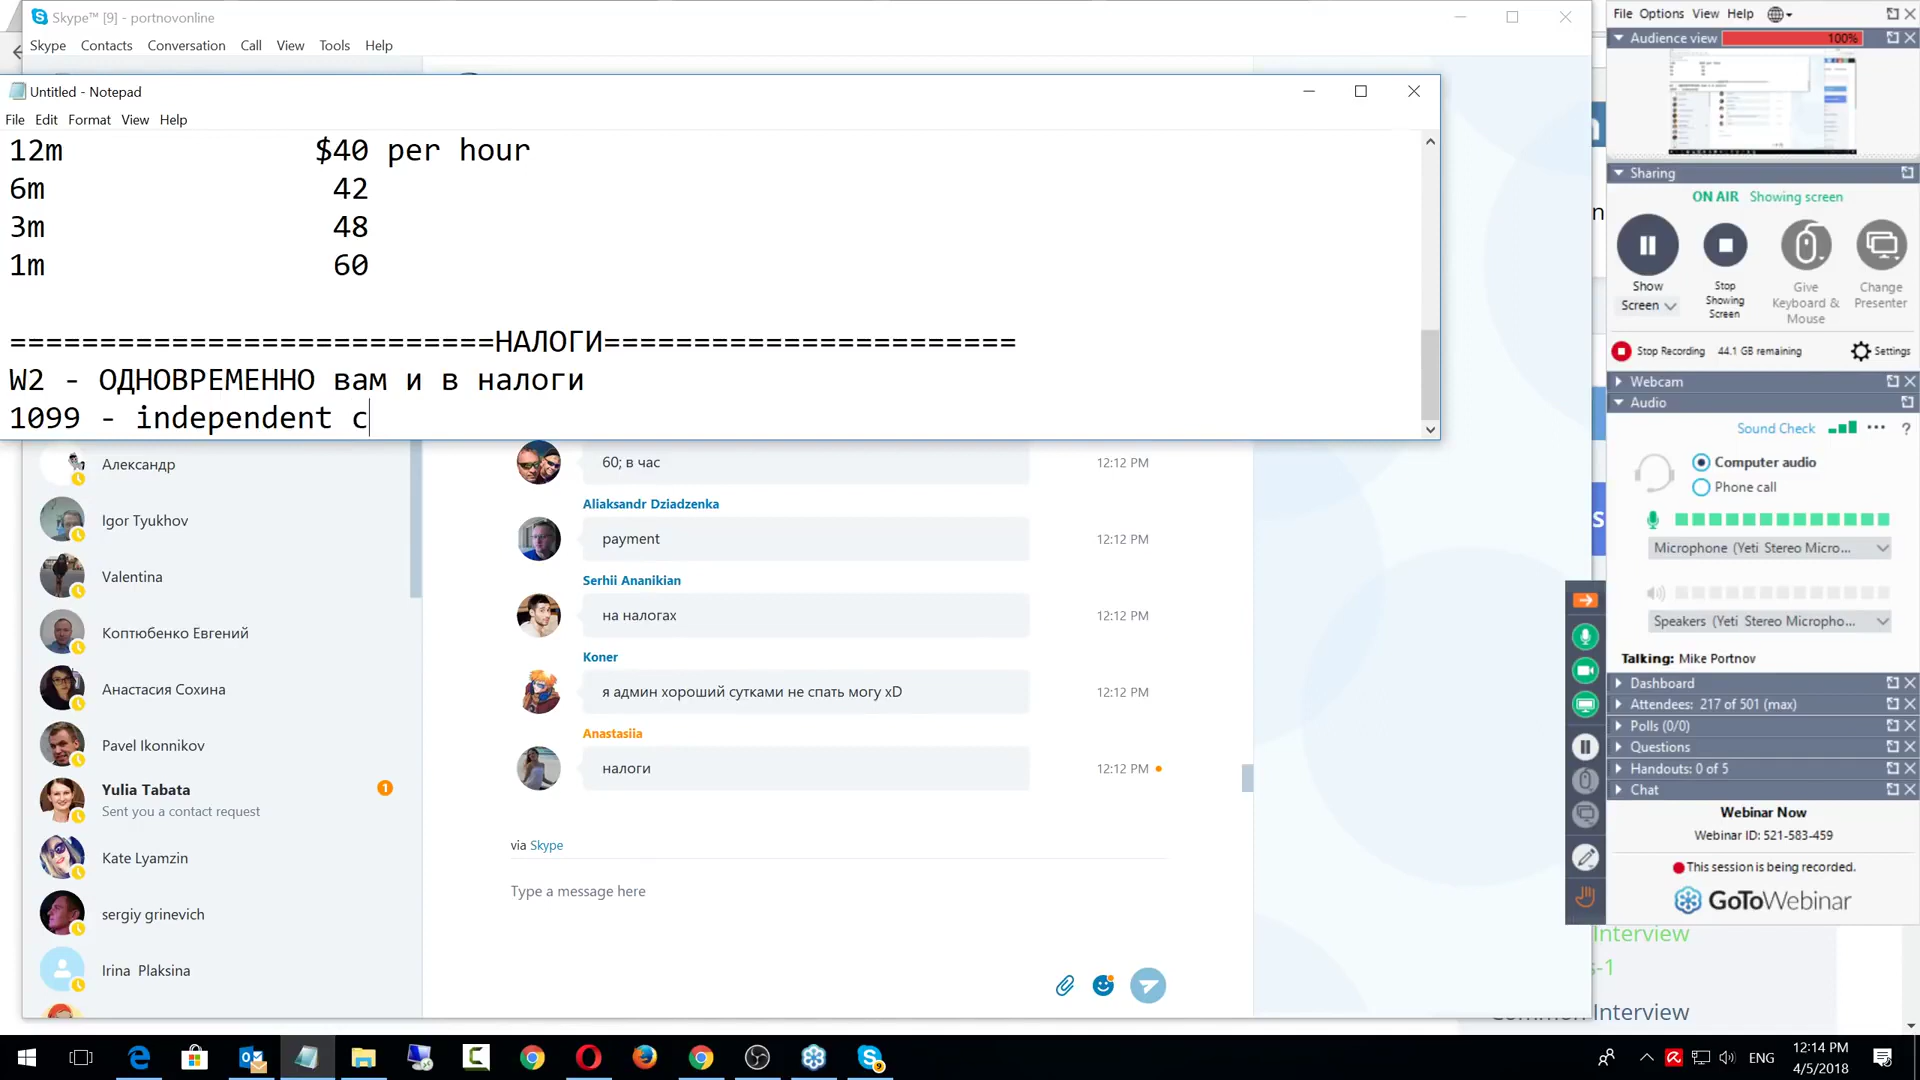 Skype™ [9] - portnovonline
Skype Contacts Conversation Call View Tools Help
Untitled - Notepad
File Edit Format View Help
12m $40 per hour
6m 42
3m 48
1m 60
===========================НАЛОГИ=======================
W2 - ОДНОВРЕМЕННО вам и в налоги
1099 - independent c
Александр
Igor Tyukhov
Valentina
Коптюбенко Евгений
Анастасия Сохина
Pavel Ikonnikov
Yulia Tabata
1
Sent you a contact request
Kate Lyamzin
sergiy grinevich
Irina Plaksina
60; в час 12:12 PM
Aliaksandr Dziadzenka
payment 12:12 PM
Serhii Ananikian
на налогах 12:12 PM
Koner
я админ хороший сутками не спать могу xD 12:12 PM
Anastasiia
налоги 12:12 PM
via Skype
Type a message here
File Options View Help
Audience view 100%
Sharing
ON AIR Showing screen
Show Screen
Stop Showing Screen
Give Keyboard & Mouse
Change Presenter
Stop Recording 44.1 GB remaining Settings
Webcam
Audio
Sound Check ?
Computer audio
Phone call
Microphone (Yeti Stereo Micro...
Speakers (Yeti Stereo Micropho...
Talking: Mike Portnov
Dashboard
Attendees: 217 of 501 (max)
Polls (0/0)
Questions
Handouts: 0 of 5
Chat
Webinar Now
Webinar ID: 521-583-459
This session is being recorded.
GoToWebinar
Interview
s-1
Common Interview
ENG
12:14 PM
4/5/2018
9